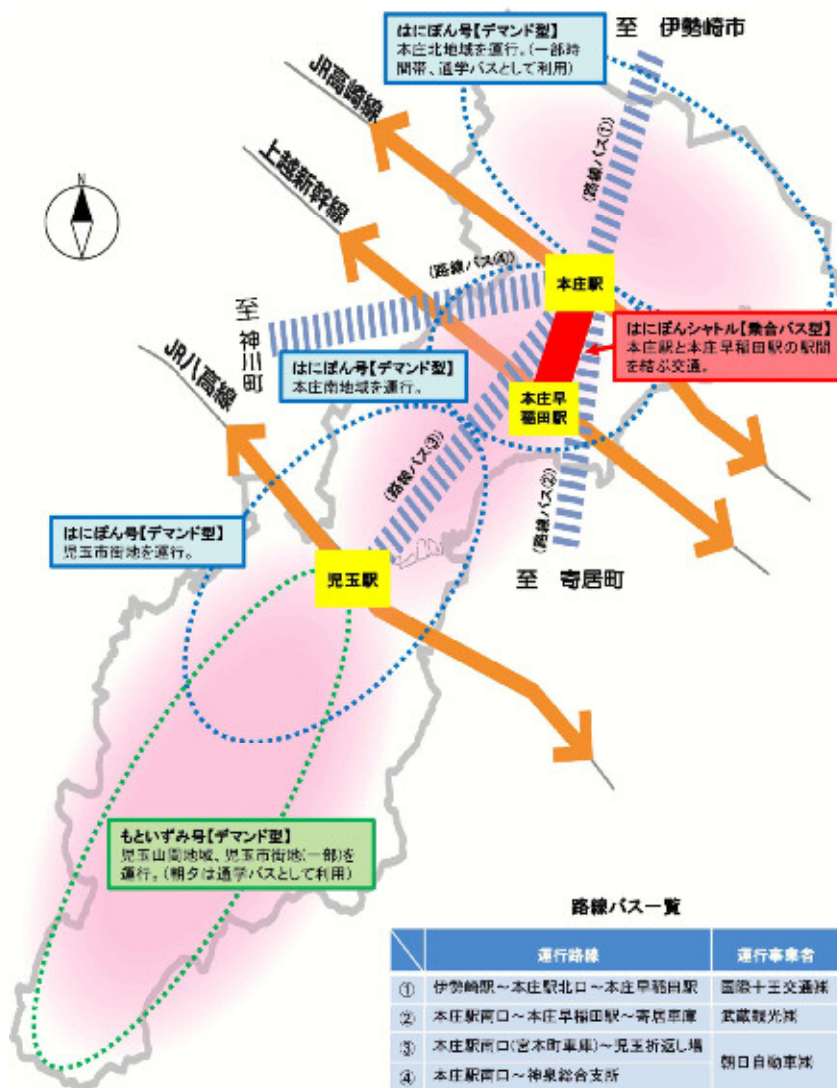 はにぽん号【デマンド型】
本庄北地域を運行。(一部時
間帯、通学バスとして利用)
至 伊勢崎市
JR高崎線
上越新幹線
N
(路線バス①)
(路線バス④)
本庄駅
至 神川町
はにぽんシャトル【乗合バス型】
本庄駅と本庄早稲田駅の駅間
を結ぶ交通。
はにぽん号【デマンド型】
本庄南地域を運行。
JR八高線
本庄早
稲田駅
(路線バス③)
(路線バス②)
はにぽん号【デマンド型】
児玉市街地を運行。
児玉駅
至 寄居町
もといずみ号【デマンド型】
児玉山間地域、児玉市街地(一部)を
運行。(朝夕は通学バスとして利用)
路線バス一覧
運行路線 運行事業者
① 伊勢崎駅～本庄駅北口～本庄早稲田駅 国際十王交通㈱
② 本庄駅南口～本庄早稲田駅～寄居車庫 武蔵観光㈱
③ 本庄駅南口(宮本町車庫)～児玉折返し場 朝日自動車㈱
④ 本庄駅南口～神泉総合支所